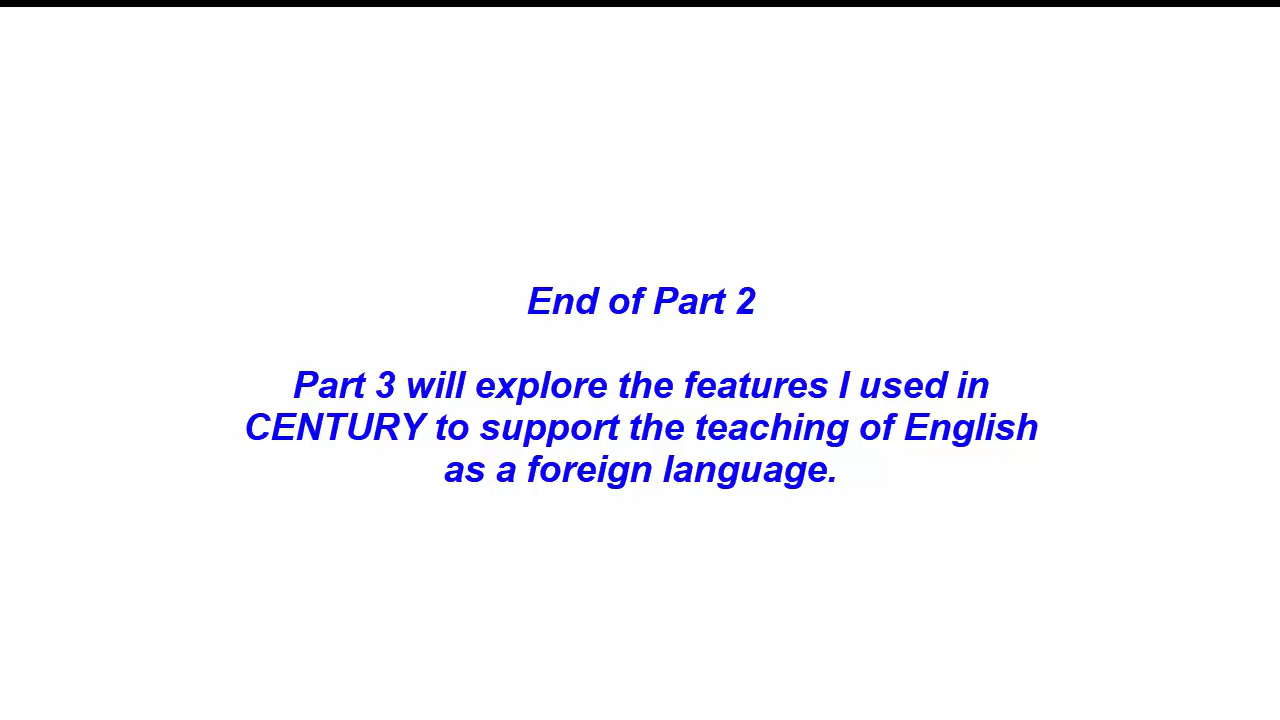 End of Part 2
Part 3 will explore the features I used in
CENTURY to support the teaching of English
as a foreign language.